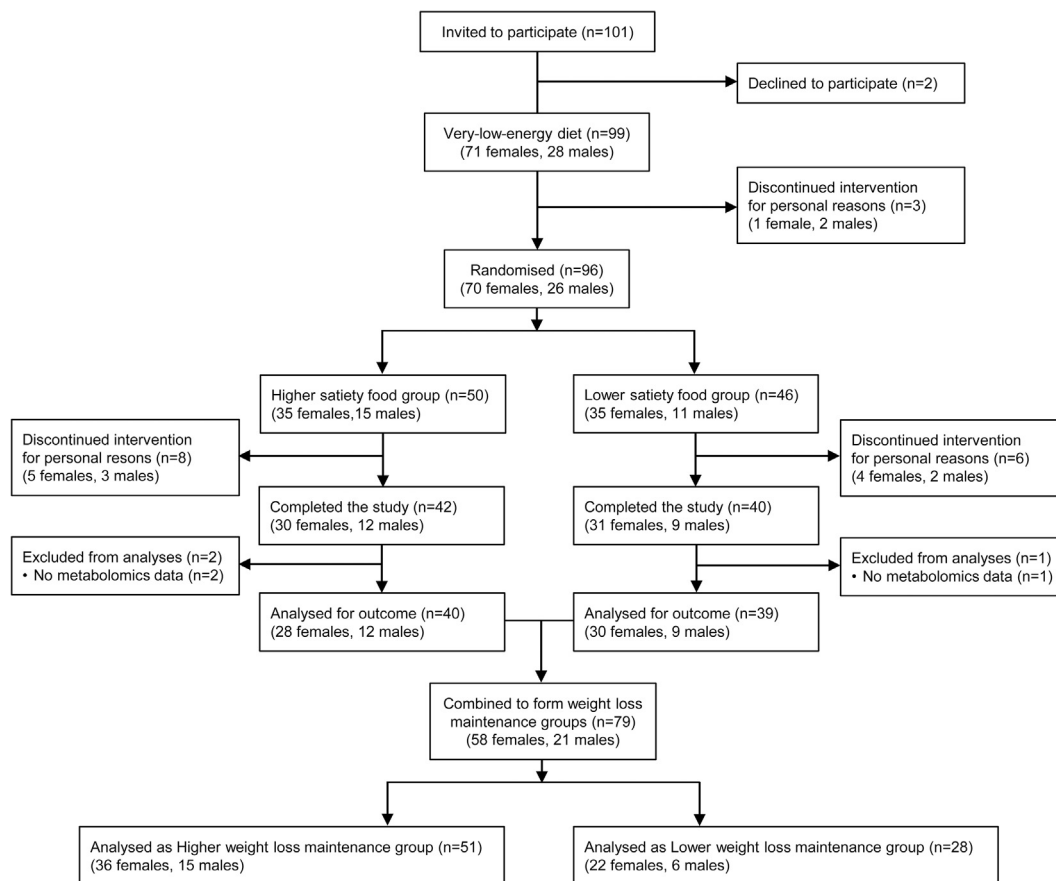 Invited to participate (n=101)
Declined to participate (n=2)
Very-low-energy diet (n=99)
(71 females, 28 males)
Discontinued intervention
for personal reasons (n=3)
(1 female, 2 males)
Randomised (n=96)
(70 females, 26 males)
Higher satiety food group (n=50)
(35 females,15 males)
Lower satiety food group (n=46)
(35 females, 11 males)
Discontinued intervention
for personal resons (n=8)
(5 females, 3 males)
Discontinued intervention
for personal reasons (n=6)
(4 females, 2 males)
Completed the study (n=42)
(30 females, 12 males)
Completed the study (n=40)
(31 females, 9 males)
Excluded from analyses (n=2)
• No metabolomics data (n=2)
Excluded from analyses (n=1)
• No metabolomics data (n=1)
Analysed for outcome (n=40)
(28 females, 12 males)
Analysed for outcome (n=39)
(30 females, 9 males)
Combined to form weight loss
maintenance groups (n=79)
(58 females, 21 males)
Analysed as Higher weight loss maintenance group (n=51)
(36 females, 15 males)
Analysed as Lower weight loss maintenance group (n=28)
(22 females, 6 males)